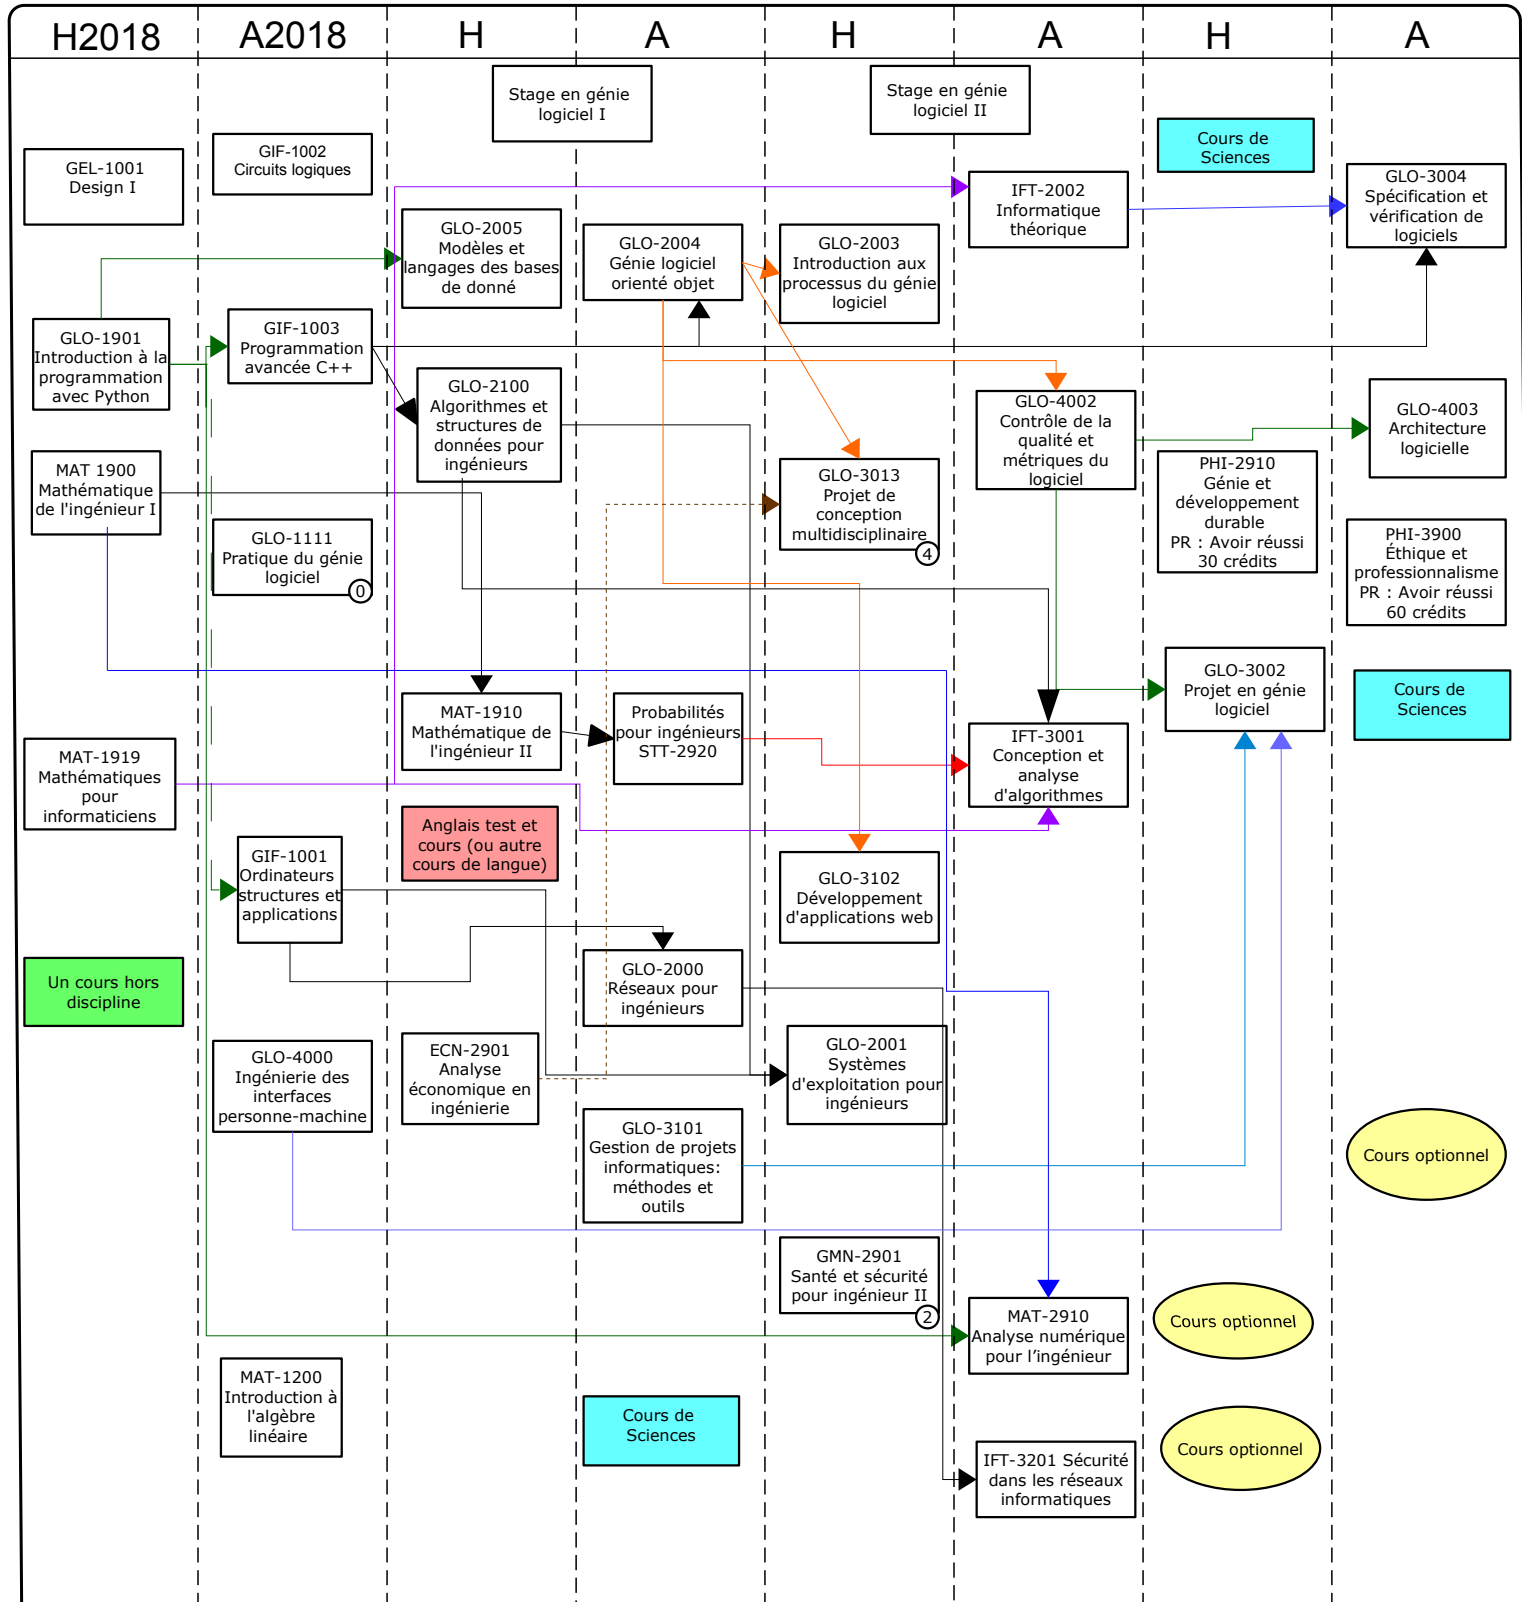 H2018
A2018
H
A
H
A
H
A
GEL-1001
Design I
GLO-1901
Introduction à la
programmation
avec Python
MAT 1900
Mathématique
de l'ingénieur I
MAT-1919
Mathématiques
pour
informaticiens
Un cours hors
discipline
GIF-1002
Circuits logiques
GIF-1003
Programmation
avancée C++
GLO-1111
Pratique du génie
logiciel
0
GIF-1001
Ordinateurs
structures et
applications
GLO-4000
Ingénierie des
interfaces
personne-machine
MAT-1200
Introduction à
l'algèbre
linéaire
Stage en génie
logiciel I
GLO-2005
Modèles et
langages des bases
de donné
GLO-2100
Algorithmes et
structures de
données pour
ingénieurs
MAT-1910
Mathématique de
l'ingénieur II
Anglais test et
cours (ou autre
cours de langue)
ECN-2901
Analyse
économique en
ingénierie
GLO-2004
Génie logiciel
orienté objet
Probabilités
pour ingénieurs
STT-2920
GLO-2000
Réseaux pour
ingénieurs
GLO-3101
Gestion de projets
informatiques:
méthodes et
outils
Cours de
Sciences
Stage en génie
logiciel II
GLO-2003
Introduction aux
processus du génie
logiciel
GLO-3013
Projet de
conception
multidisciplinaire
4
GLO-3102
Développement
d'applications web
GLO-2001
Systèmes
d'exploitation pour
ingénieurs
GMN-2901
Santé et sécurité
pour ingénieur II
2
IFT-2002
Informatique
théorique
GLO-4002
Contrôle de la
qualité et
métriques du
logiciel
IFT-3001
Conception et
analyse
d'algorithmes
MAT-2910
Analyse numérique
pour l’ingénieur
IFT-3201 Sécurité
dans les réseaux
informatiques
Cours de
Sciences
PHI-2910
Génie et
développement
durable
PR : Avoir réussi
30 crédits
GLO-3002
Projet en génie
logiciel
Cours optionnel
Cours optionnel
GLO-3004
Spécification et
vérification de
logiciels
GLO-4003
Architecture
logicielle
PHI-3900
Éthique et
professionnalisme
PR : Avoir réussi
60 crédits
Cours de
Sciences
Cours optionnel